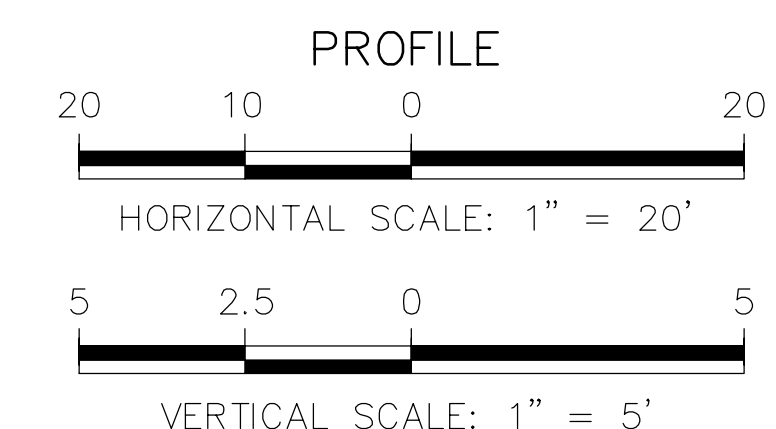 PROFILE
20 10 0 20
HORIZONTAL SCALE: 1" = 20'
5 2.5 0 5
VERTICAL SCALE: 1" = 5'